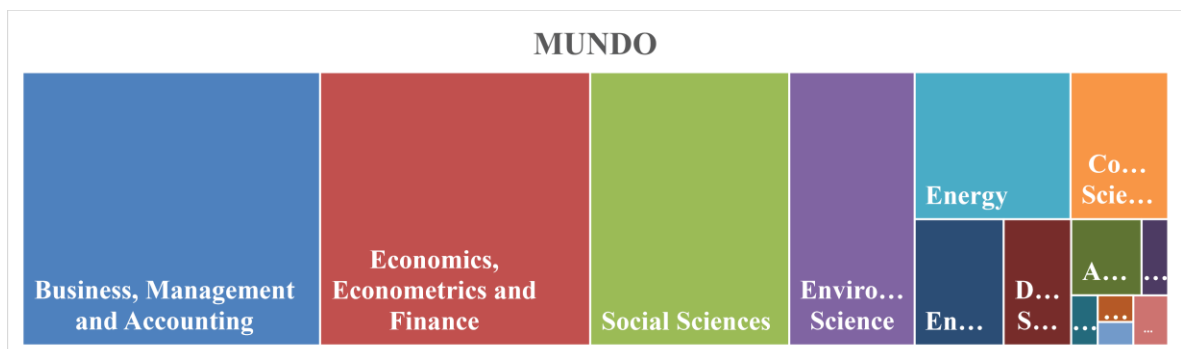 MUNDO
Business, Management
and Accounting
Economics,
Econometrics and
Finance
Social Sciences
Enviro…
Science
Energy
Co…
Scie…
En…
D…
S…
A…
…
…
…
…